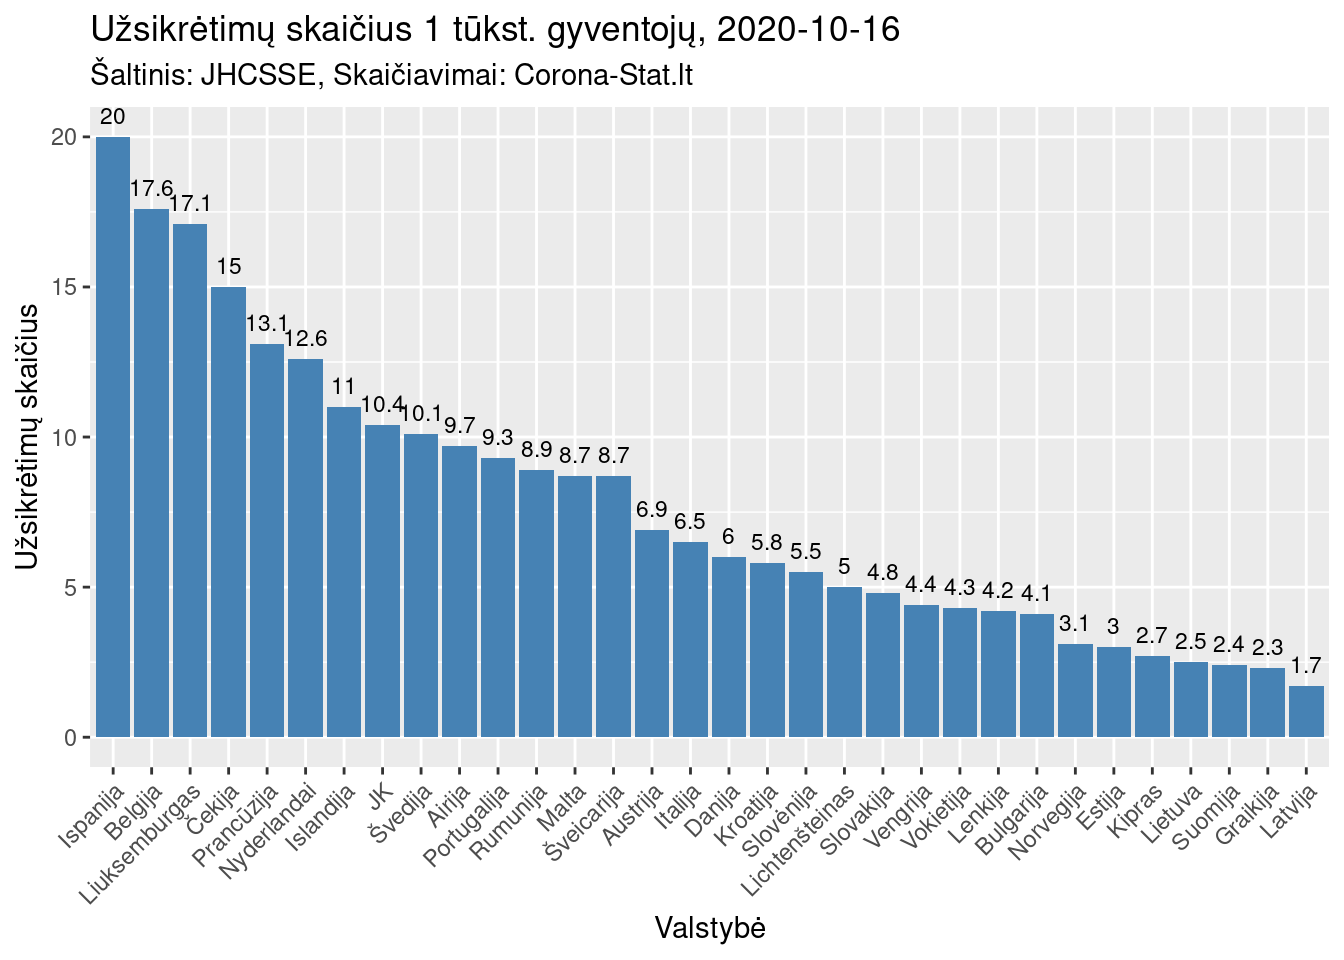 Užsikrėtimų skaičius 1 tūkst. gyventojų, 2020-10-16
Šaltinis: JHCSSE, Skaičiavimai: Corona-Stat.lt
Užsikrėtimų skaičius
20
15
10
5
0
20
17.6
17.1
15
13.1
12.6
11
10.4
10.1
9.7
9.3
8.9
8.7
8.7
6.9
6.5
6
5.8
5.5
5
4.8
4.4
4.3
4.2
4.1
3.1
3
2.7
2.5
2.4
2.3
1.7
Ispanija
Belgija
Liuksemburgas
Čekija
Prancūzija
Nyderlandai
Islandija
JK
Švedija
Airija
Portugalija
Rumunija
Malta
Šveicarija
Austrija
Italija
Danija
Kroatija
Slovėnija
Lichtenšteinas
Slovakija
Vengrija
Vokietija
Lenkija
Bulgarija
Norvegija
Estija
Kipras
Lietuva
Suomija
Graikija
Latvija
Valstybė